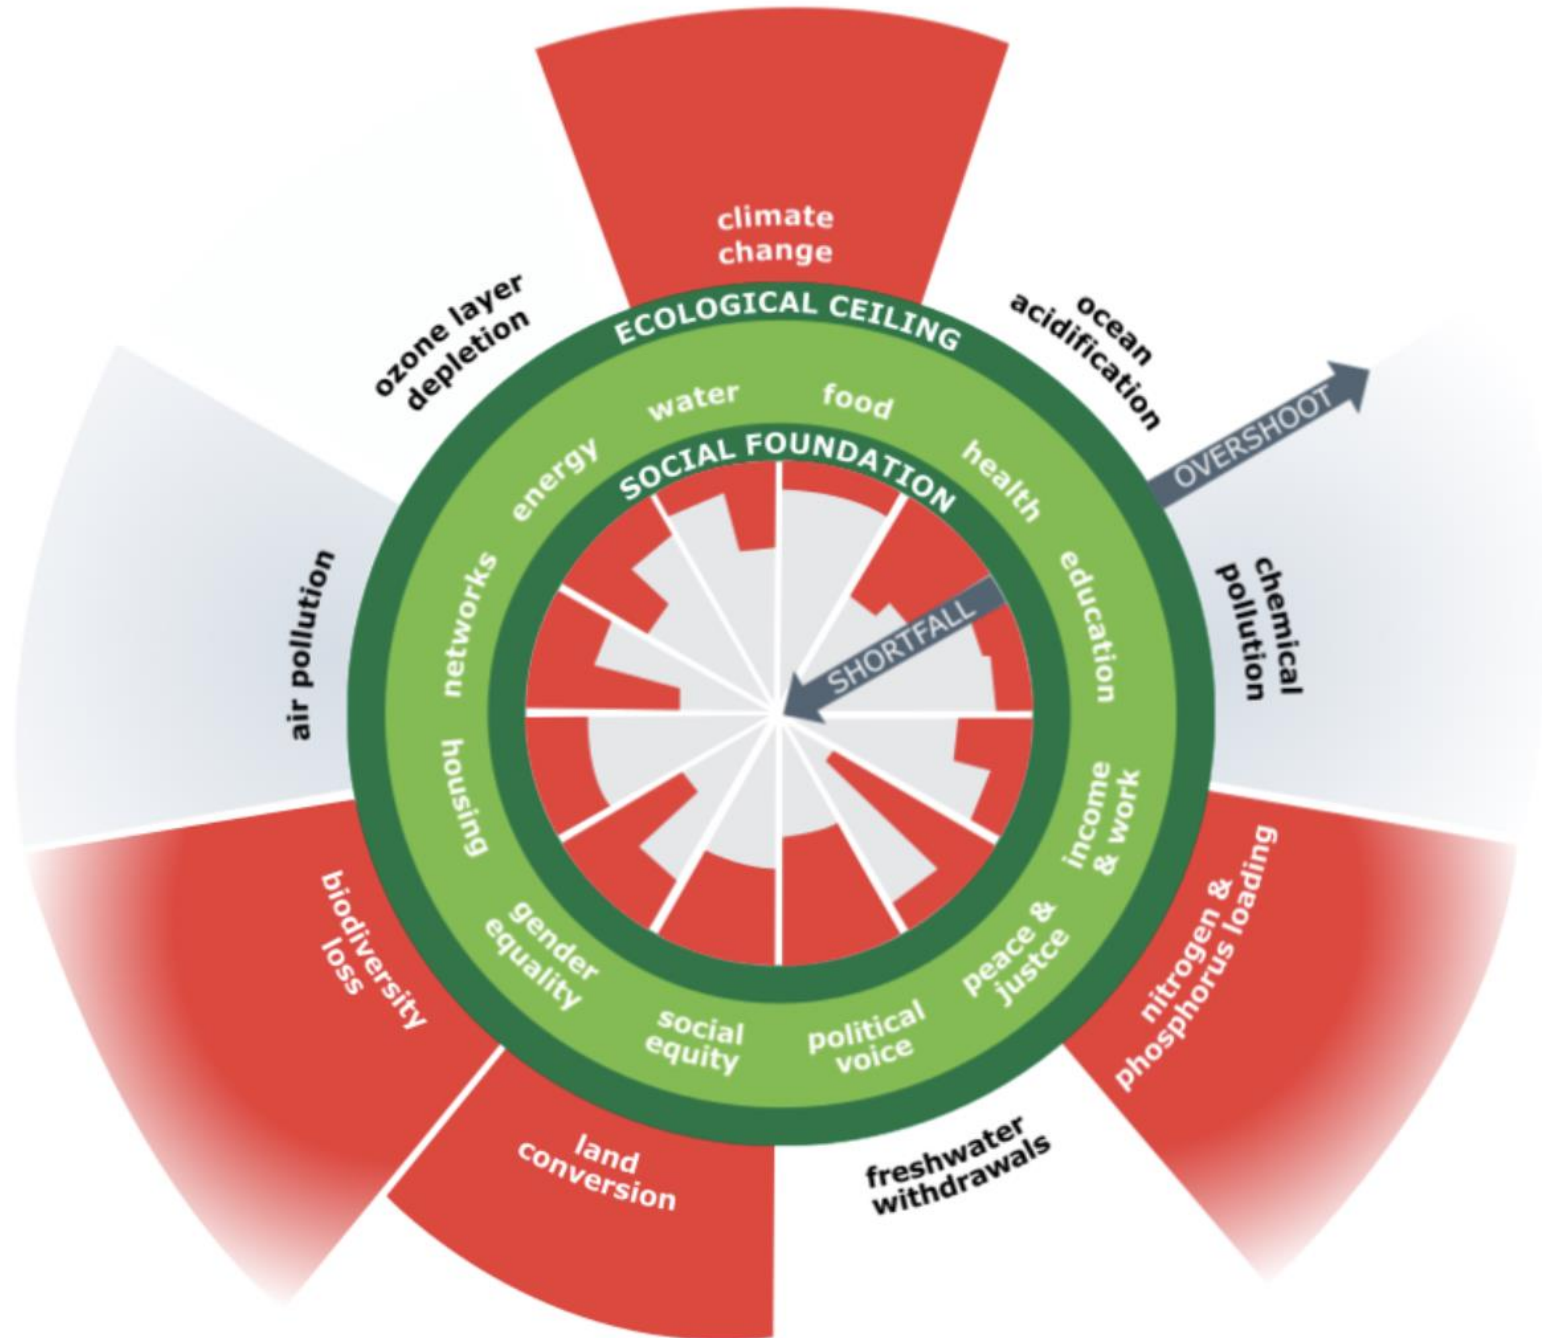 climate
change
ocean
acidification
OVERSHOOT
chemical
pollution
nitrogen &
phosphorus loading
freshwater
withdrawals
land
conversion
biodiversity
loss
air pollution
ozone layer
depletion
ECOLOGICAL CEILING
water
food
health
education
income
& work
peace &
justce
political
voice
social
equity
gender
equality
housing
networks
energy
SOCIAL FOUNDATION
SHORTFALL